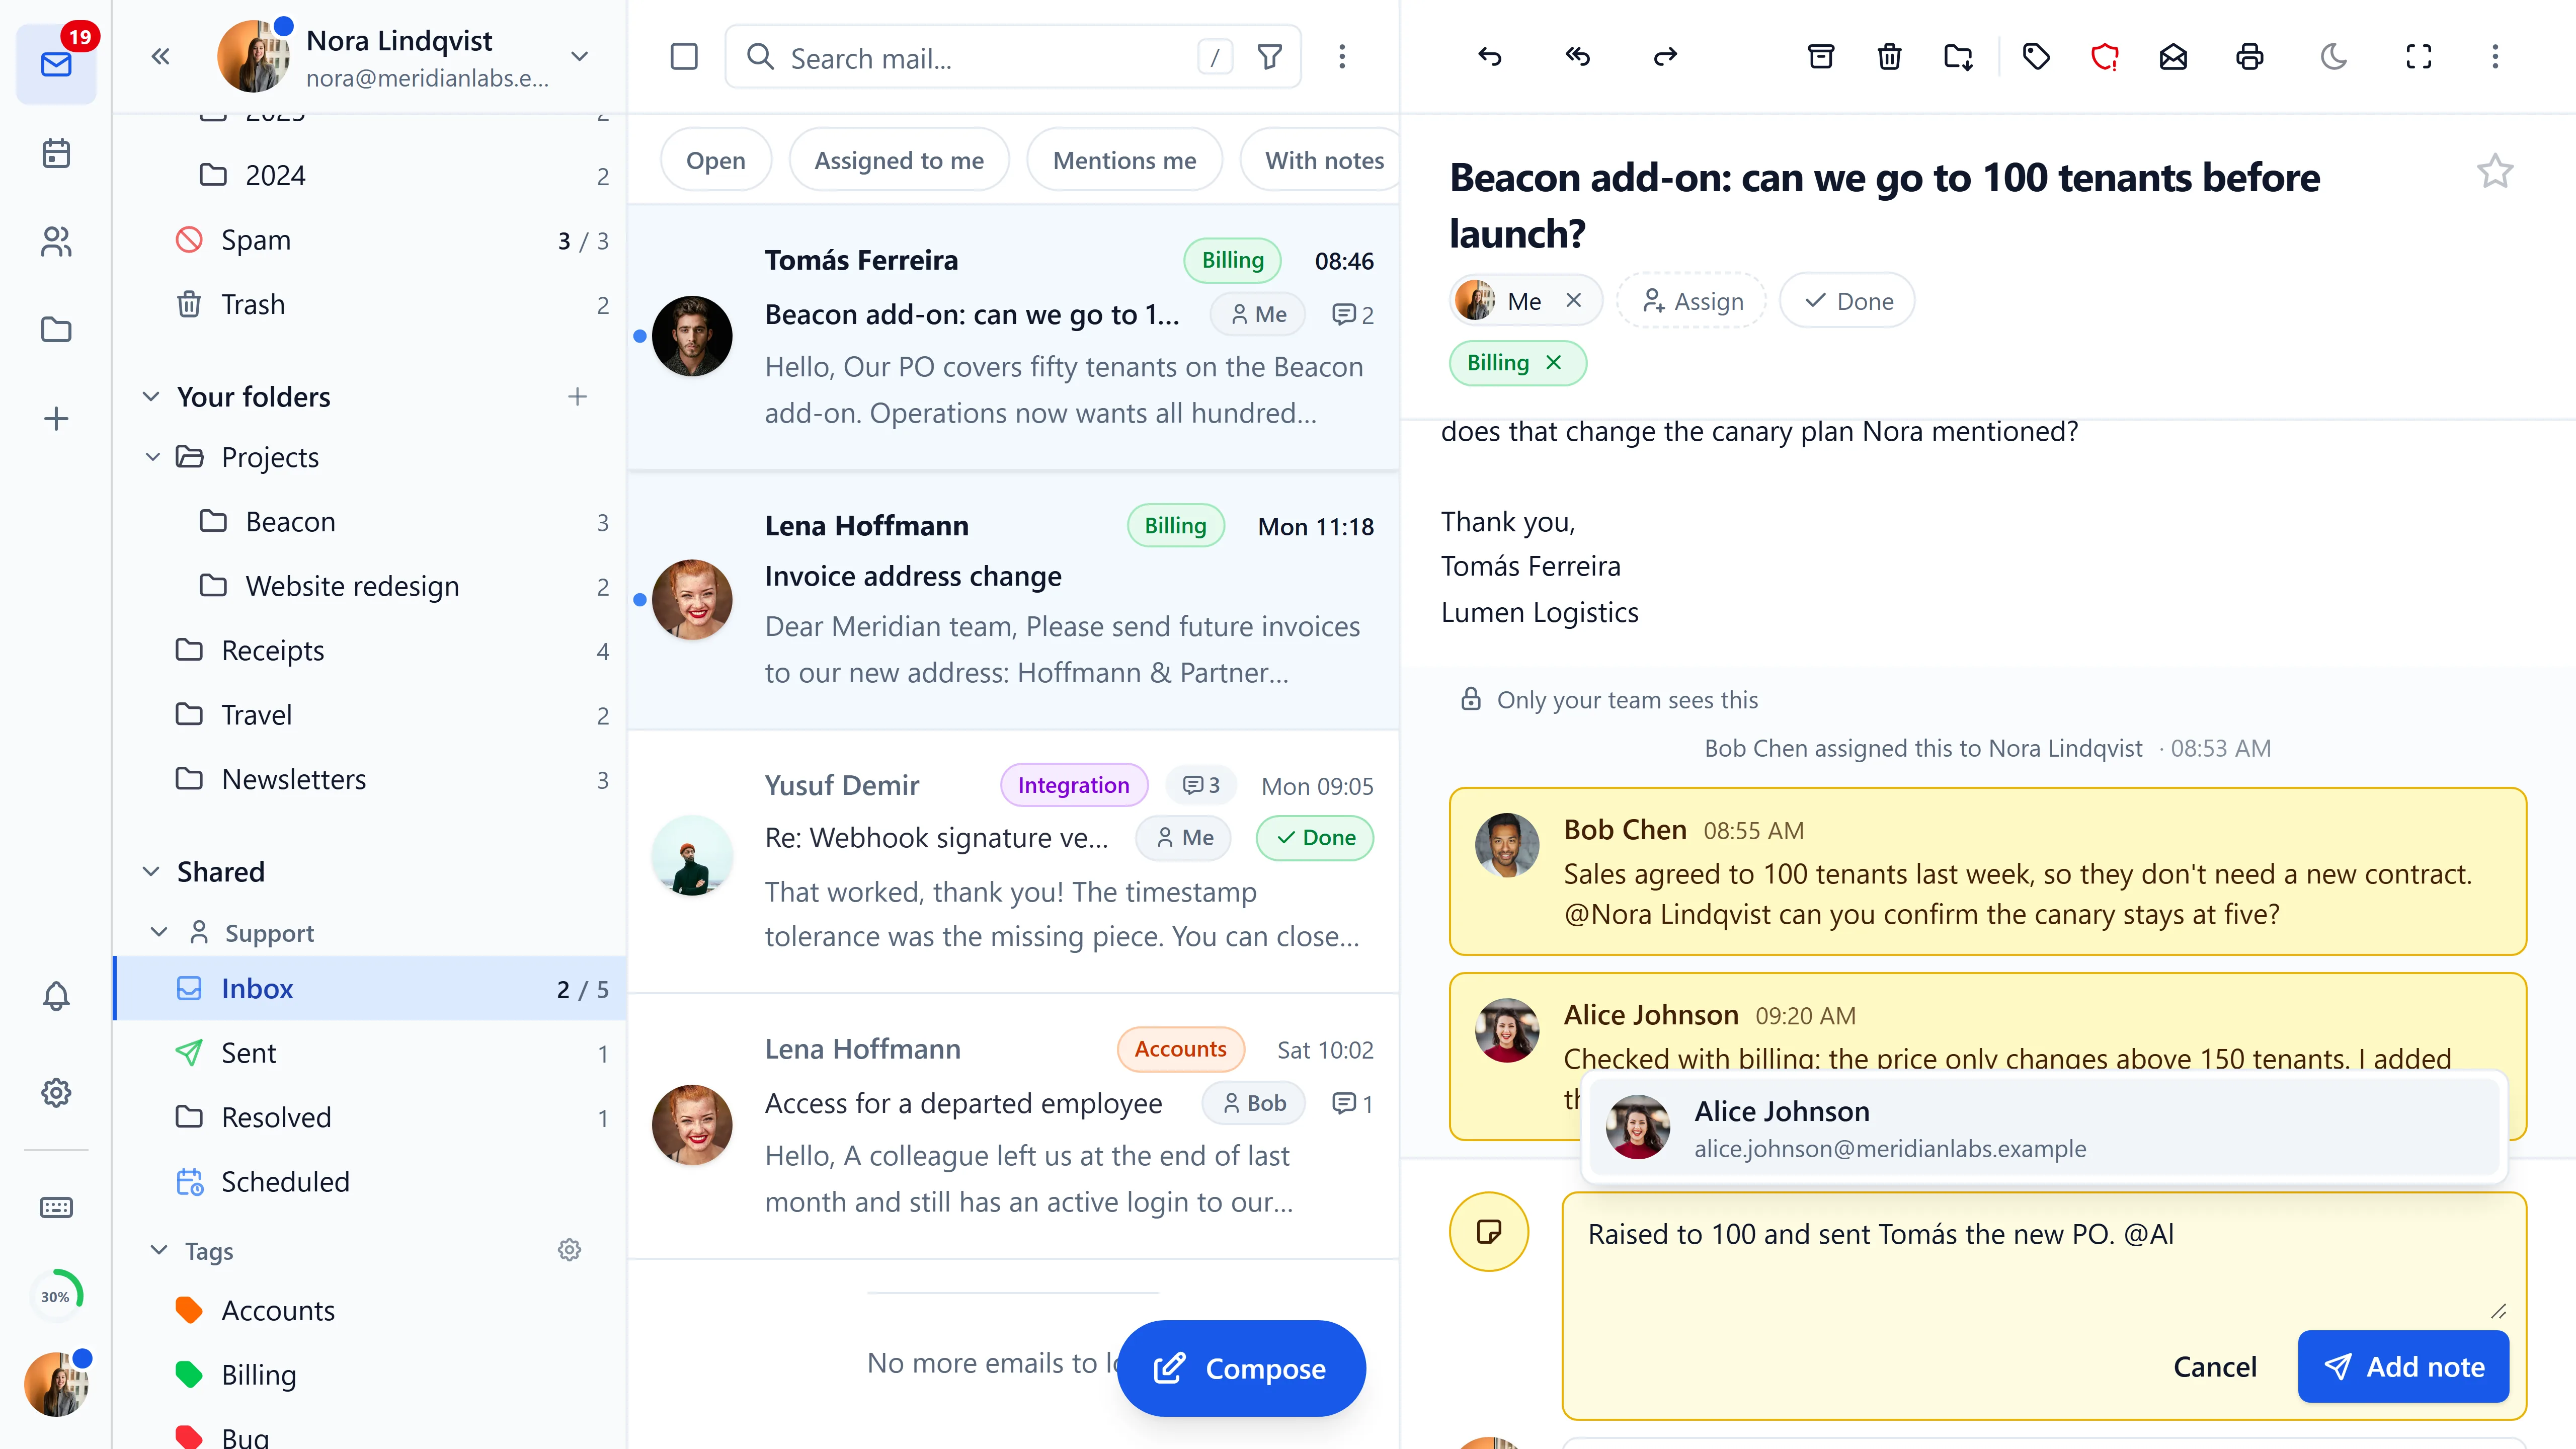 19
30%
Nora Lindqvist
nora@meridianlabs.e...
2
2024
2
Spam
3 / 3
Trash
2
Your folders
Projects
Beacon
3
Website redesign
2
Receipts
4
Travel
2
Newsletters
3
Shared
Support
Inbox
2 / 5
Sent
1
Resolved
1
Scheduled
Tags
Accounts
Billing
Bug
Search mail...
/
Open
Assigned to me
Mentions me
With notes
Tomás Ferreira
Billing
08:46
Beacon add-on: can we go to 1...
Me
2
Hello, Our PO covers fifty tenants on the Beacon
add-on. Operations now wants all hundred...
Lena Hoffmann
Billing
Mon 11:18
Invoice address change
Dear Meridian team, Please send future invoices
to our new address: Hoffmann & Partner...
Yusuf Demir
Integration
3
Mon 09:05
Re: Webhook signature ve...
Me
Done
That worked, thank you! The timestamp
tolerance was the missing piece. You can close...
Lena Hoffmann
Accounts
Sat 10:02
Access for a departed employee
Bob
1
Hello, A colleague left us at the end of last
month and still has an active login to our...
No more emails to
Compose
Beacon add-on: can we go to 100 tenants before
launch?
Me
Assign
Done
Billing
does that change the canary plan Nora mentioned?
Thank you,
Tomás Ferreira
Lumen Logistics
Only your team sees this
Bob Chen assigned this to Nora Lindqvist · 08:53 AM
Bob Chen 08:55 AM
Sales agreed to 100 tenants last week, so they don't need a new contract.
@Nora Lindqvist can you confirm the canary stays at five?
Alice Johnson 09:20 AM
Checked with billing: the price only changes above 150 tenants. I added
Alice Johnson
alice.johnson@meridianlabs.example
Raised to 100 and sent Tomás the new PO. @Al
Cancel
Add note